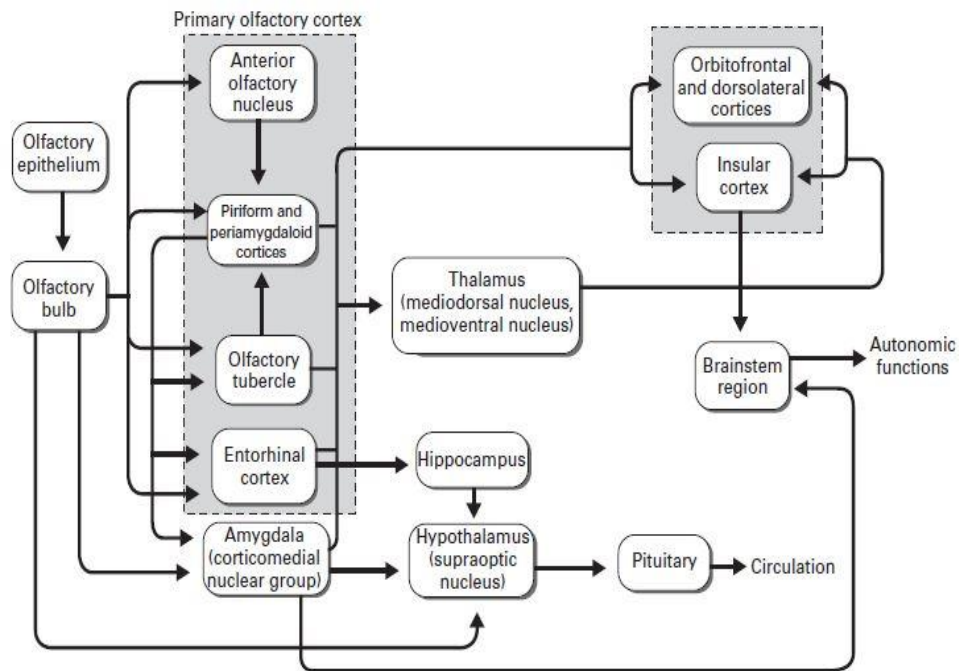 Primary olfactory cortex
Anterior
olfactory
nucleus
Orbitofrontal
and dorsolateral
cortices
Olfactory
epithelium
Insular
cortex
Piriform and
periamygdaloid
cortices
Olfactory
bulb
Thalamus
(mediodorsal nucleus,
medioventral nucleus)
Olfactory
tubercle
Brainstem
region
Autonomic
functions
Entorhinal
cortex
Hippocampus
Amygdala
(corticomedial
nuclear group)
Hypothalamus
(supraoptic
nucleus)
Pituitary
Circulation